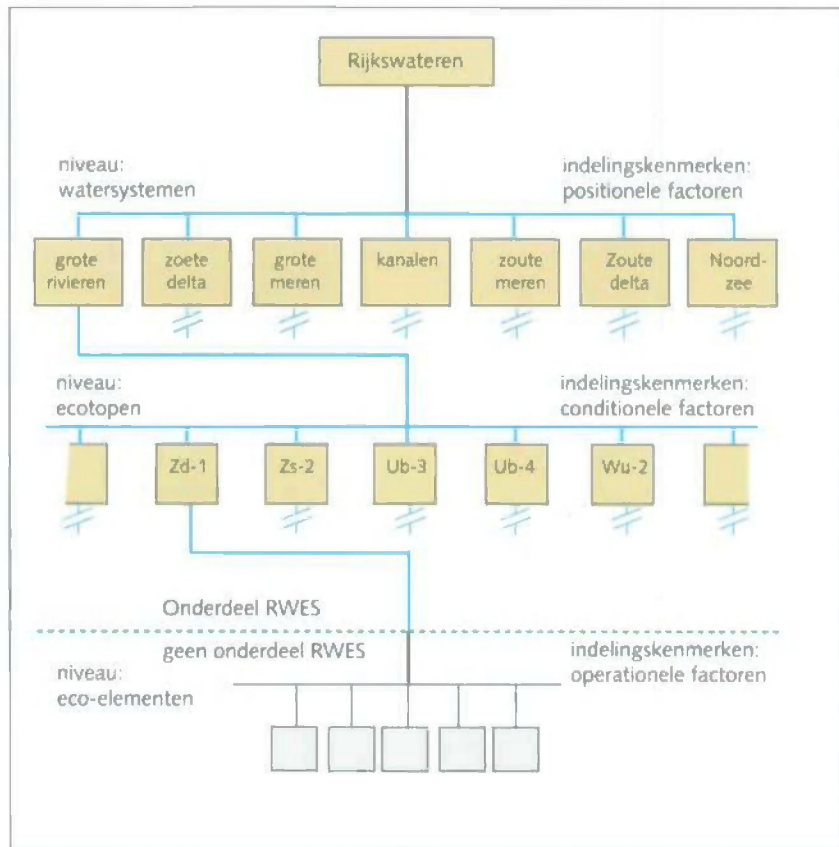 Rijkswateren
niveau:
watersystemen
indelingskenmerken:
positionele factoren
grote
rivieren
zoete
delta
grote
meren
kanalen
zoute
meren
Zoute
delta
Noord-
zee
niveau:
ecotopen
indelingskenmerken:
conditionele factoren
Zd-1
Zs-2
Ub-3
Ub-4
Wu-2
Onderdeel RWES
geen onderdeel RWES
niveau:
eco-elementen
indelingskenmerken:
operationele factoren